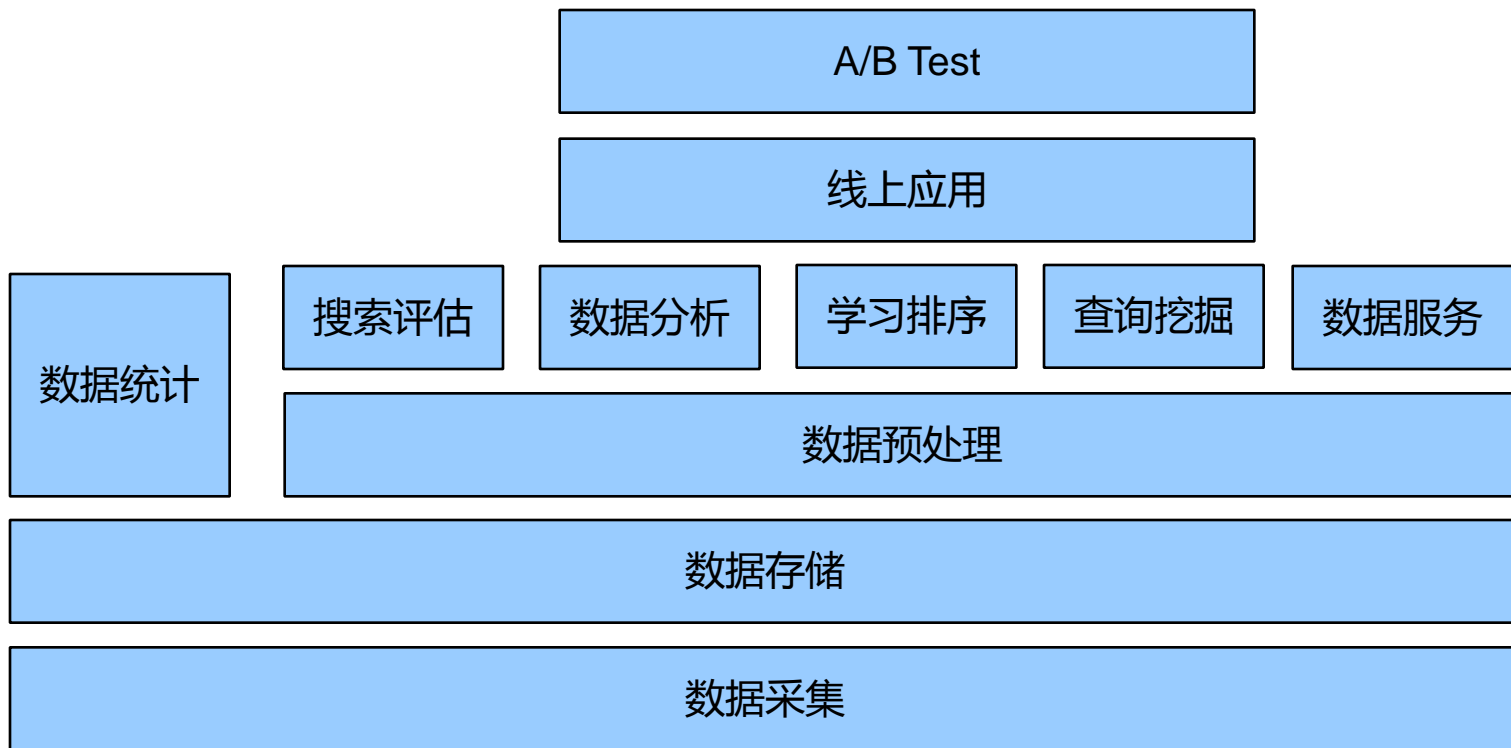 A/B Test
线上应用
数据统计
搜索评估
数据分析
学习排序
查询挖掘
数据服务
数据预处理
数据存储
数据采集